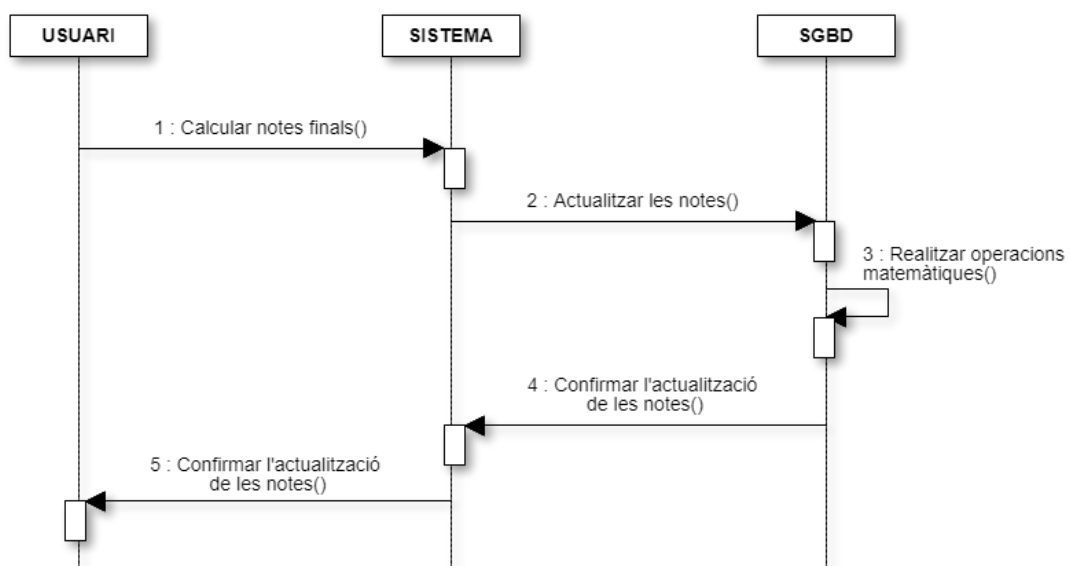 USUARI
SISTEMA
SGBD
1 : Calcular notes finals()
2 : Actualitzar les notes()
3 : Realitzar operacions
matemàtiques()
4 : Confirmar l'actualització
de les notes()
5 : Confirmar l'actualització
de les notes()